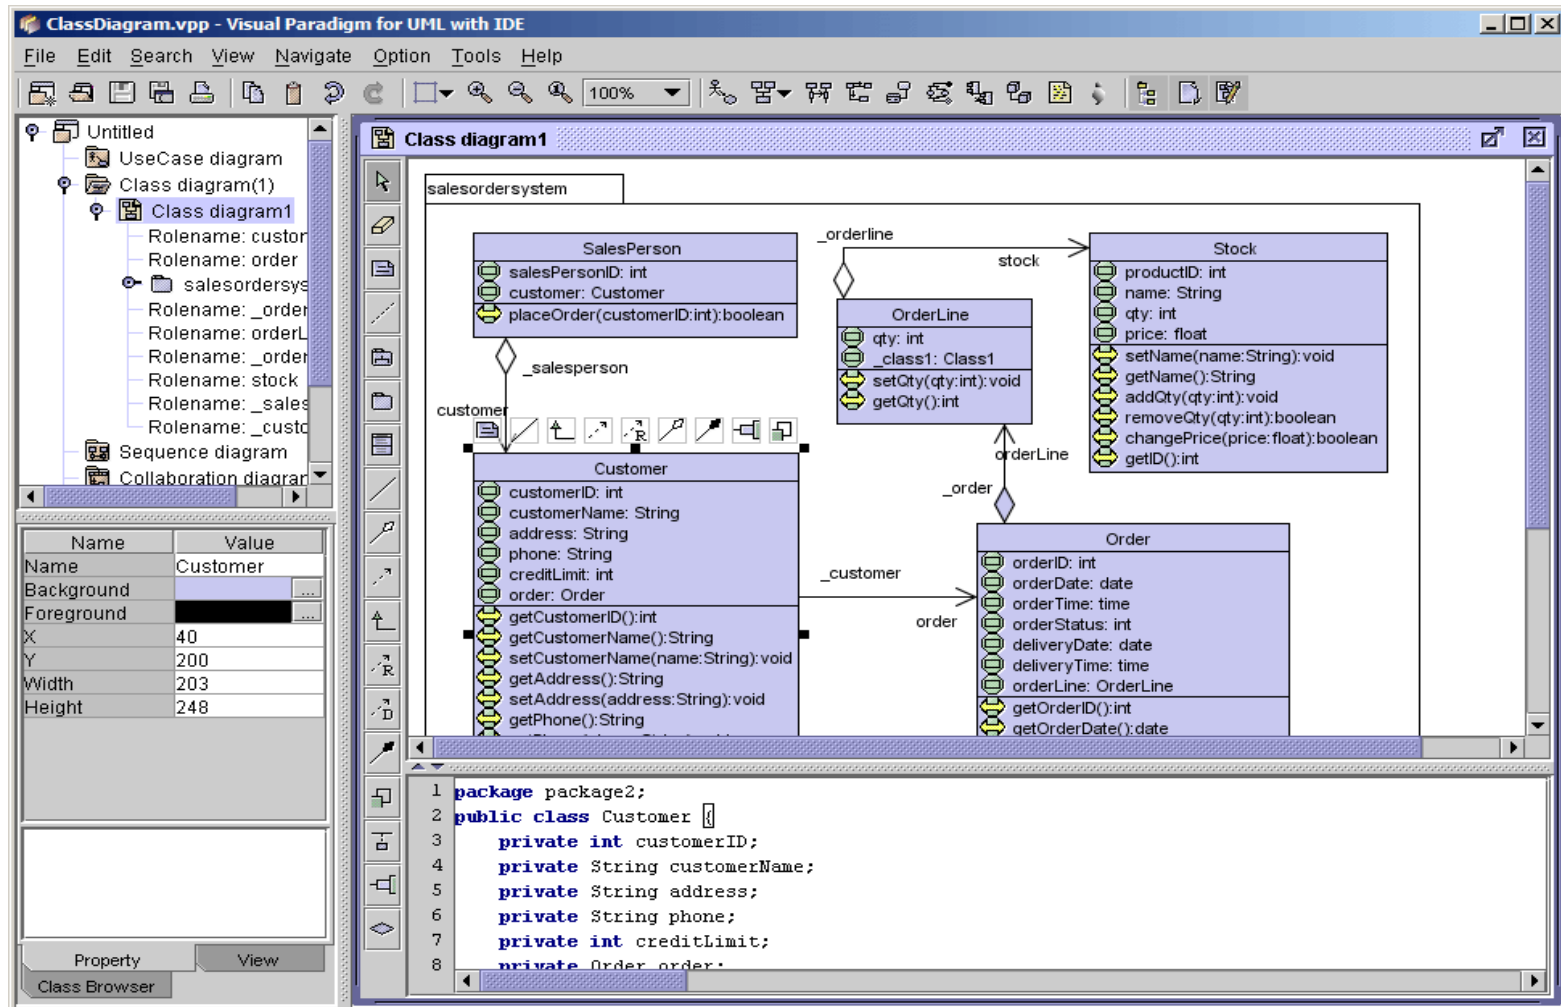 ClassDiagram.vpp - Visual Paradigm for UML with IDE
File Edit Search View Navigate Option Tools Help
100%
Untitled
UseCase diagram
Class diagram(1)
Class diagram1
Rolename: custor
Rolename: order
salesordersys
Rolename: _order
Rolename: orderL
Rolename: _order
Rolename: stock
Rolename: _sales
Rolename: _custo
Sequence diagram
Collaboration diagrar
Name Value
Name Customer
Background ...
Foreground ...
X 40
Y 200
Width 203
Height 248
Property View
Class Browser
Class diagram1
salesordersystem
SalesPerson
salesPersonID: int
customer: Customer
placeOrder(customerID:int):boolean
_salesperson
customer
_orderline
stock
OrderLine
qty: int
_class1: Class1
setQty(qty:int):void
getQty():int
Stock
productID: int
name: String
qty: int
price: float
setName(name:String):void
getName():String
addQty(qty:int):void
removeQty(qty:int):boolean
changePrice(price:float):boolean
getID():int
orderLine
_order
R
Customer
customerID: int
customerName: String
address: String
phone: String
creditLimit: int
order: Order
getCustomerID():int
getCustomerName():String
setCustomerName(name:String):void
getAddress():String
setAddress(address:String):void
getPhone():String
_customer
order
Order
orderID: int
orderDate: date
orderTime: time
orderStatus: int
deliveryDate: date
deliveryTime: time
orderLine: OrderLine
getOrderID():int
getOrderDate():date
R
D
1 package package2;
2 public class Customer {
3 private int customerID;
4 private String customerName;
5 private String address;
6 private String phone;
7 private int creditLimit;
8 private Order order;